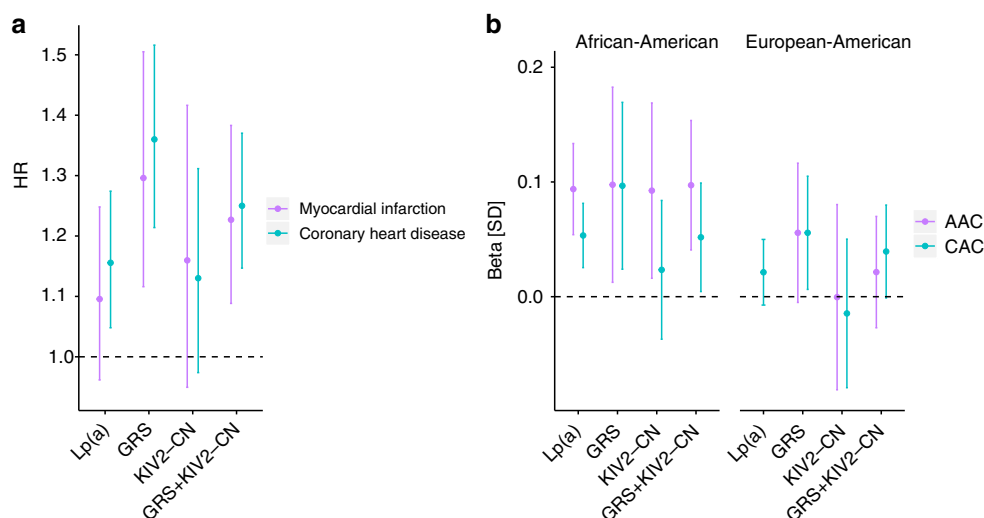 a
1.5
1.4
1.3
1.2
1.1
1.0
HR
Lp(a)
GRS
KIV2–CN
GRS+KIV2–CN
Myocardial infarction
Coronary heart disease
b
African-American
European-American
0.2
0.1
0.0
Beta [SD]
Lp(a)
GRS
KIV2–CN
GRS+KIV2–CN
Lp(a)
GRS
KIV2–CN
GRS+KIV2–CN
AAC
CAC